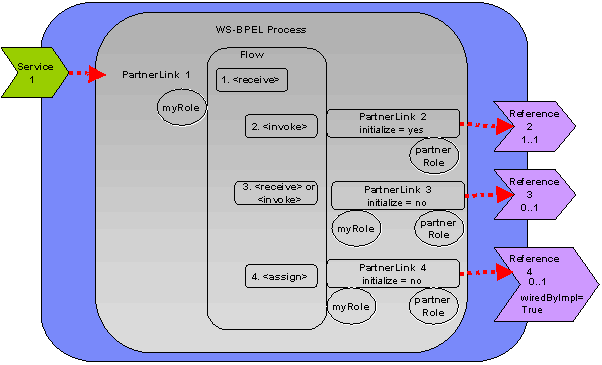 WS-BPEL Process
Service
1
PartnerLink 1
myRole
Flow
1. <receive>
2. <invoke>
PartnerLink 2
initialize = yes
partner
Role
Reference
2
1..1
3. <receive> or
<invoke>
PartnerLink 3
initialize = no
myRole
partner
Role
Reference
3
0..1
4. <assign>
PartnerLink 4
initialize = no
myRole
partner
Role
Reference
4
0..1
wiredByImpl=
True